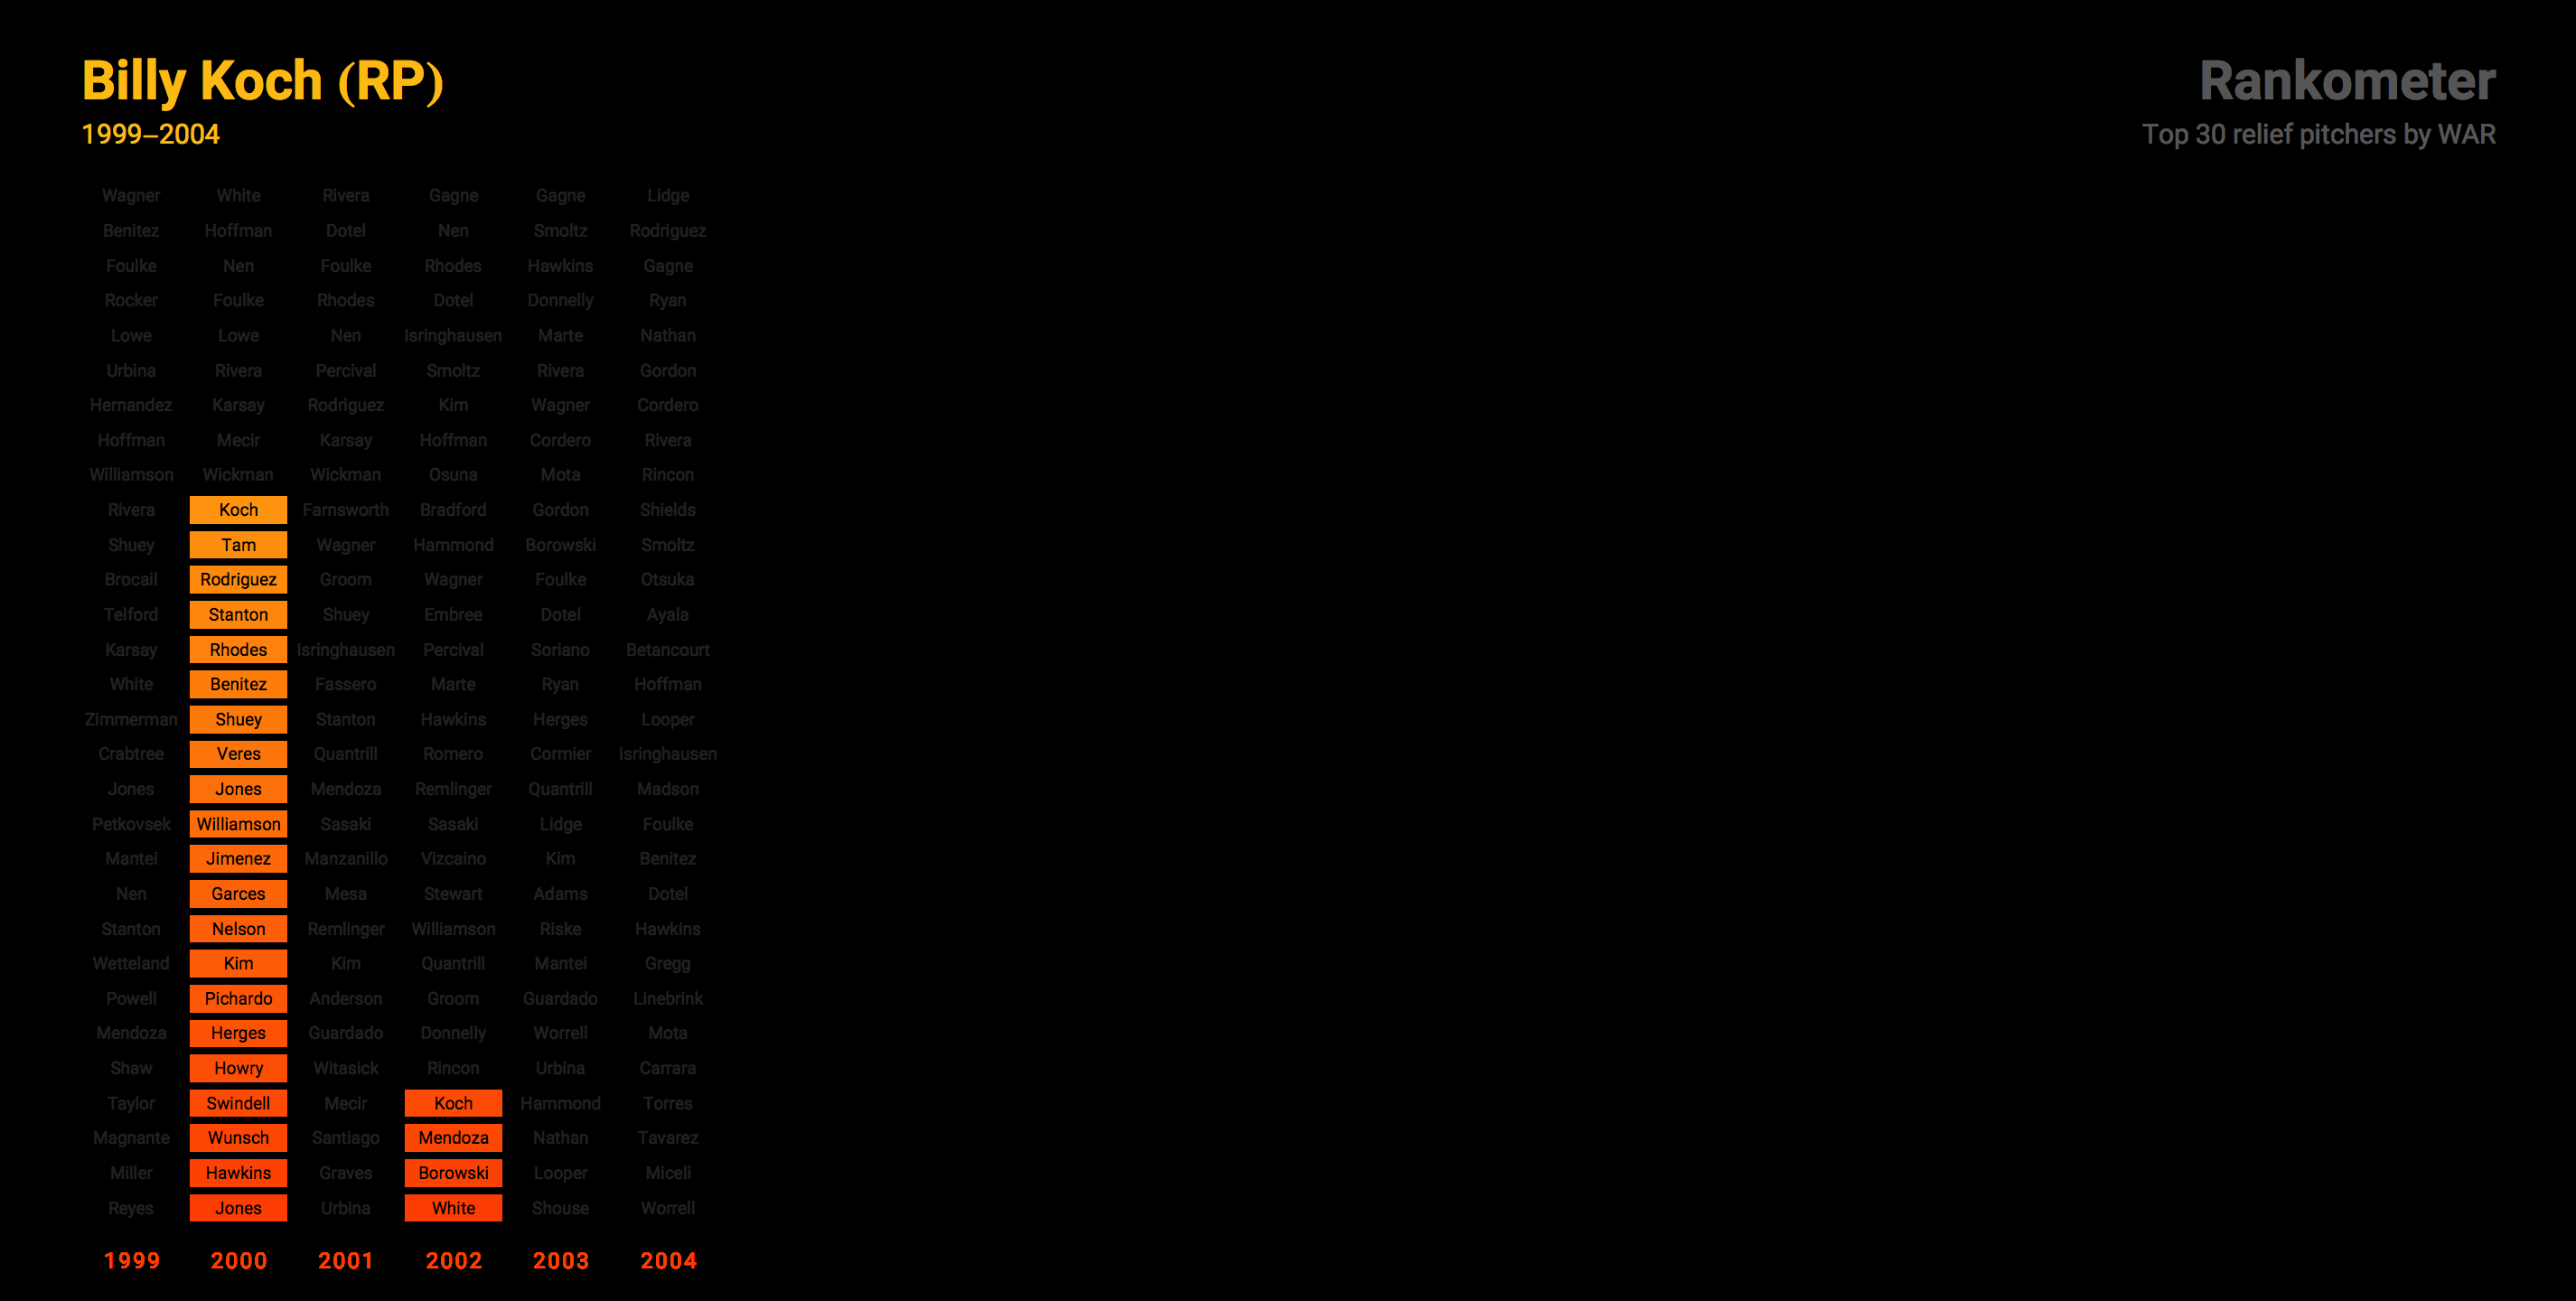 Billy Koch (RP)
1999–2004
Rankometer
Top 30 relief pitchers by WAR
Wagner White Rivera Gagne Gagne Lidge
Benitez Hoffman Dotel Nen Smoltz Rodriguez
Foulke Nen Foulke Rhodes Hawkins Gagne
Rocker Foulke Rhodes Dotel Donnelly Ryan
Lowe Lowe Nen Isringhausen Marte Nathan
Urbina Rivera Percival Smoltz Rivera Gordon
Hernandez Karsay Rodriguez Kim Wagner Cordero
Hoffman Mecir Karsay Hoffman Cordero Rivera
Williamson Wickman Wickman Osuna Mota Rincon
Rivera Koch Farnsworth Bradford Gordon Shields
Shuey Tam Wagner Hammond Borowski Smoltz
Brocail Rodriguez Groom Wagner Foulke Otsuka
Telford Stanton Shuey Embree Dotel Ayala
Karsay Rhodes Isringhausen Percival Soriano Betancourt
White Benitez Fassero Marte Ryan Hoffman
Zimmerman Shuey Stanton Hawkins Herges Looper
Crabtree Veres Quantrill Romero Cormier Isringhausen
Jones Jones Mendoza Remlinger Quantrill Madson
Petkovsek Williamson Sasaki Sasaki Lidge Foulke
Mantei Jimenez Manzanillo Vizcaino Kim Benitez
Nen Garces Mesa Stewart Adams Dotel
Stanton Nelson Remlinger Williamson Riske Hawkins
Wetteland Kim Kim Quantrill Mantei Gregg
Powell Pichardo Anderson Groom Guardado Linebrink
Mendoza Herges Guardado Donnelly Worrell Mota
Shaw Howry Witasick Rincon Urbina Carrara
Taylor Swindell Mecir Koch Hammond Torres
Magnante Wunsch Santiago Mendoza Nathan Tavarez
Miller Hawkins Graves Borowski Looper Miceli
Reyes Jones Urbina White Shouse Worrell
1999 2000 2001 2002 2003 2004